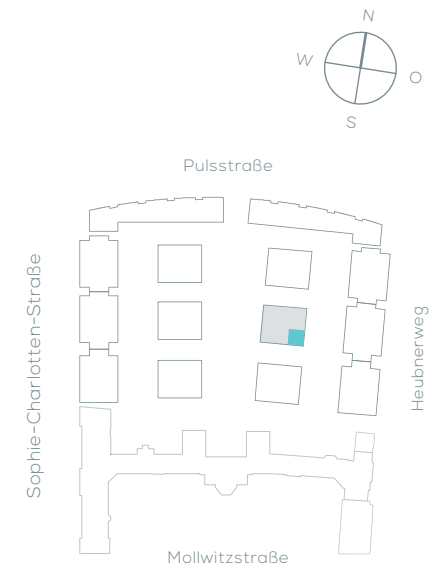 N
W
O
S
Pulsstraße
Sophie-Charlotten-Straße
Heubnerweg
Mollwitzstraße